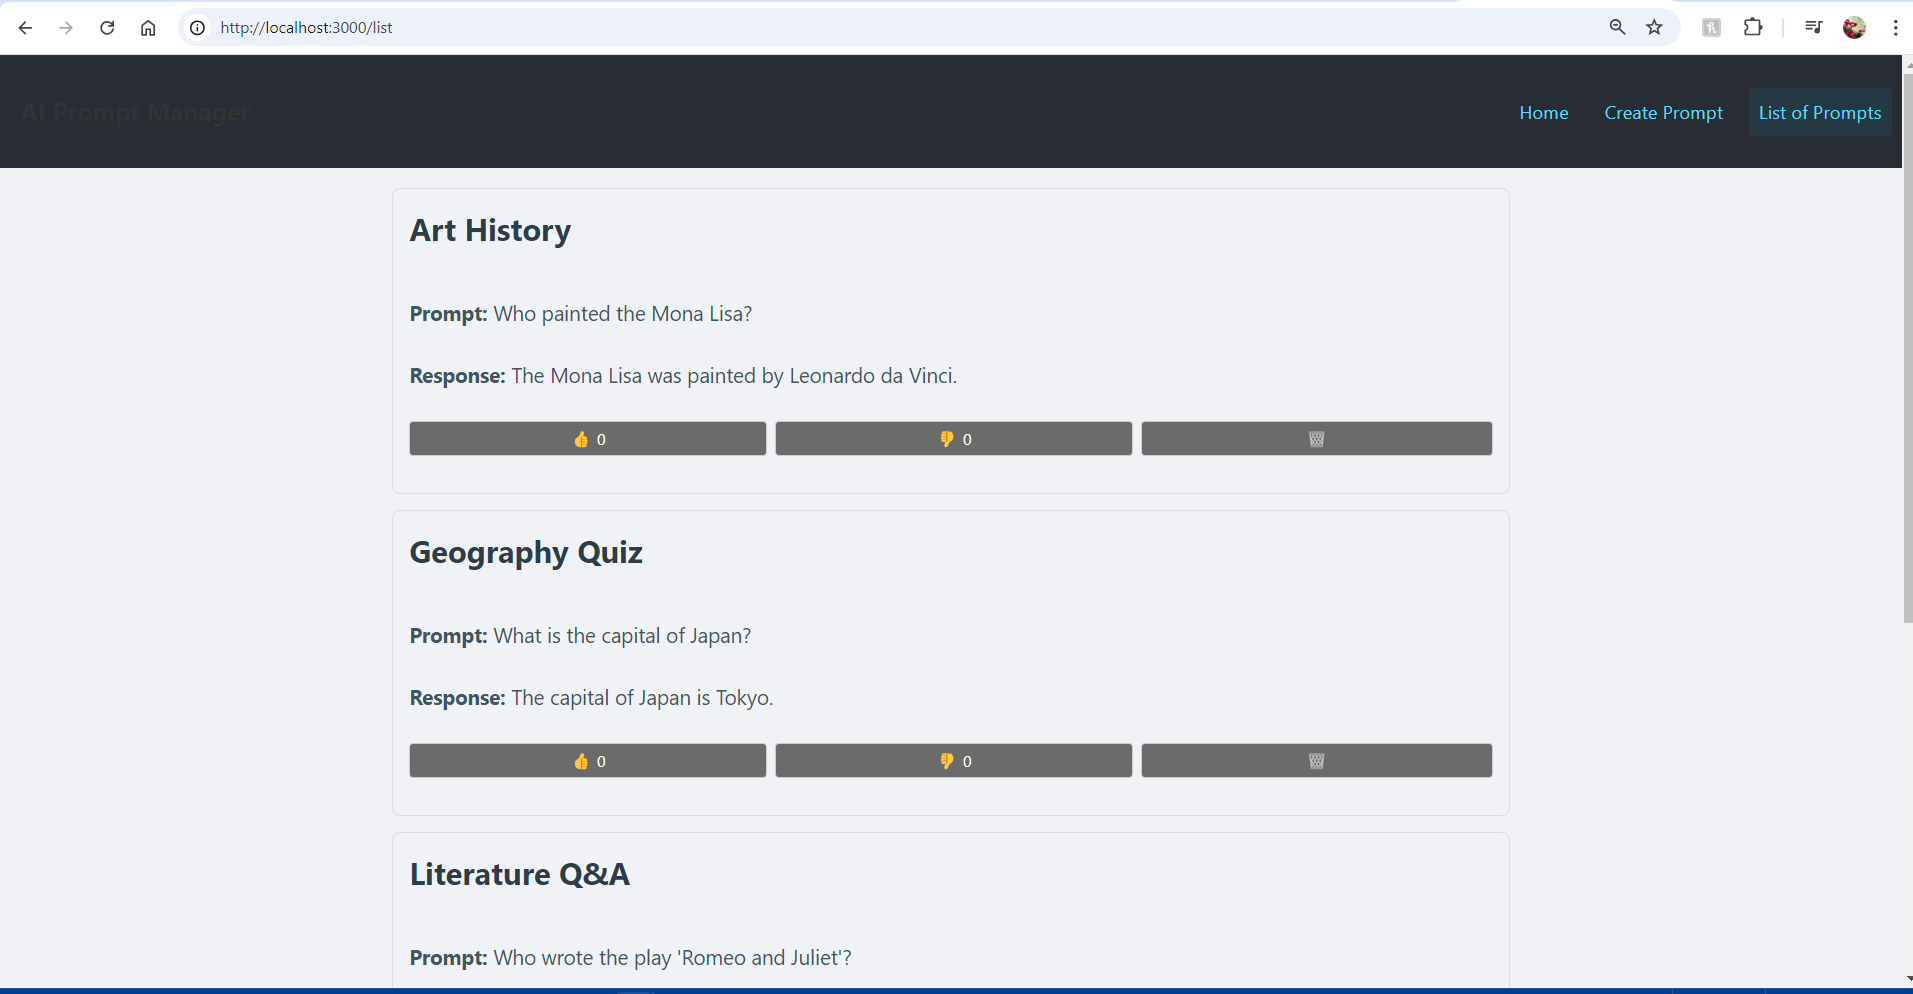 http://localhost:3000/list
AI Prompt Manager
Home Create Prompt List of Prompts
Art History
Prompt: Who painted the Mona Lisa?
Response: The Mona Lisa was painted by Leonardo da Vinci.
👍 0 👎 0 🗑
Geography Quiz
Prompt: What is the capital of Japan?
Response: The capital of Japan is Tokyo.
👍 0 👎 0 🗑
Literature Q&A
Prompt: Who wrote the play 'Romeo and Juliet'?